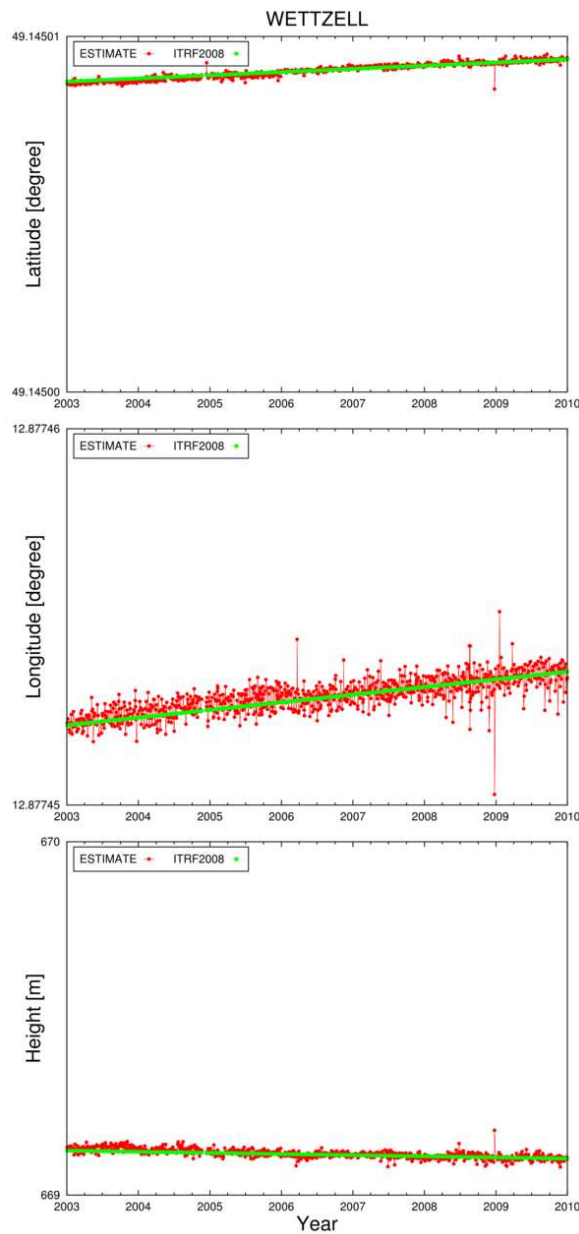 WETTZELL
49.14501
ESTIMATE ITRF2008
Latitude [degree]
49.14500
2003 2004 2005 2006 2007 2008 2009 2010
12.87746
ESTIMATE ITRF2008
Longitude [degree]
12.87745
2003 2004 2005 2006 2007 2008 2009 2010
670
ESTIMATE ITRF2008
Height [m]
669
2003 2004 2005 2006 2007 2008 2009 2010
Year